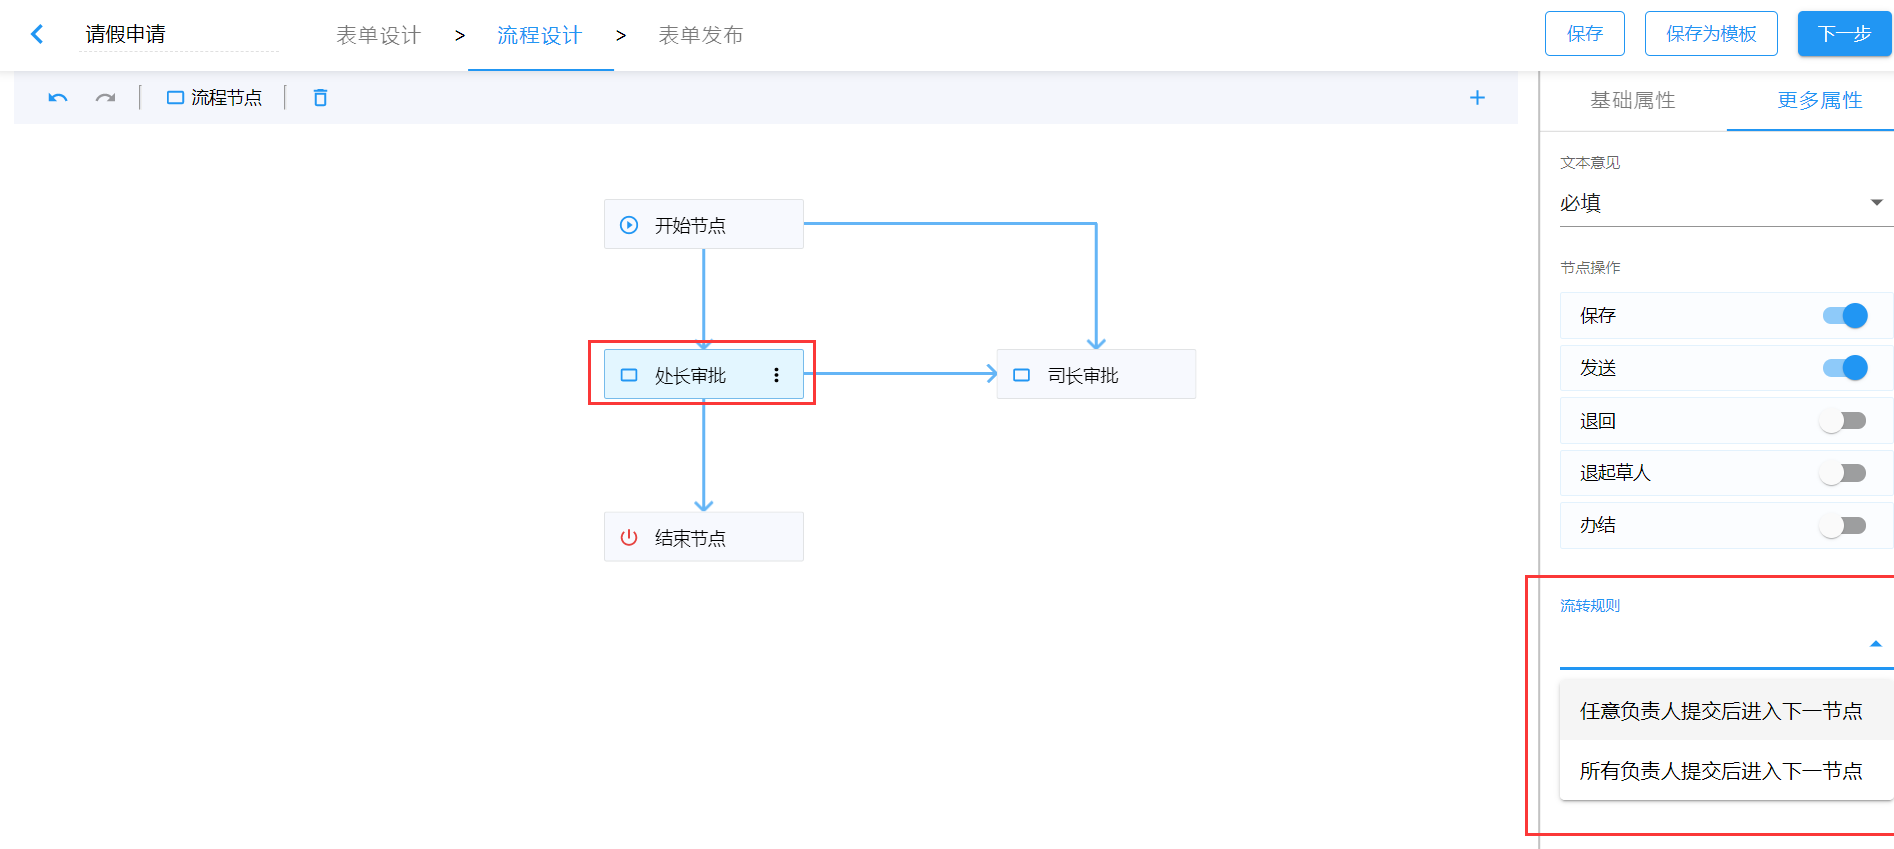 请假申请
表单设计 > 流程设计 > 表单发布
保存
保存为模板
下一步
流程节点
基础属性
更多属性
文本意见
必填
节点操作
保存
发送
退回
退起草人
办结
流转规则
任意负责人提交后进入下一节点
所有负责人提交后进入下一节点
开始节点
处长审批
司长审批
结束节点